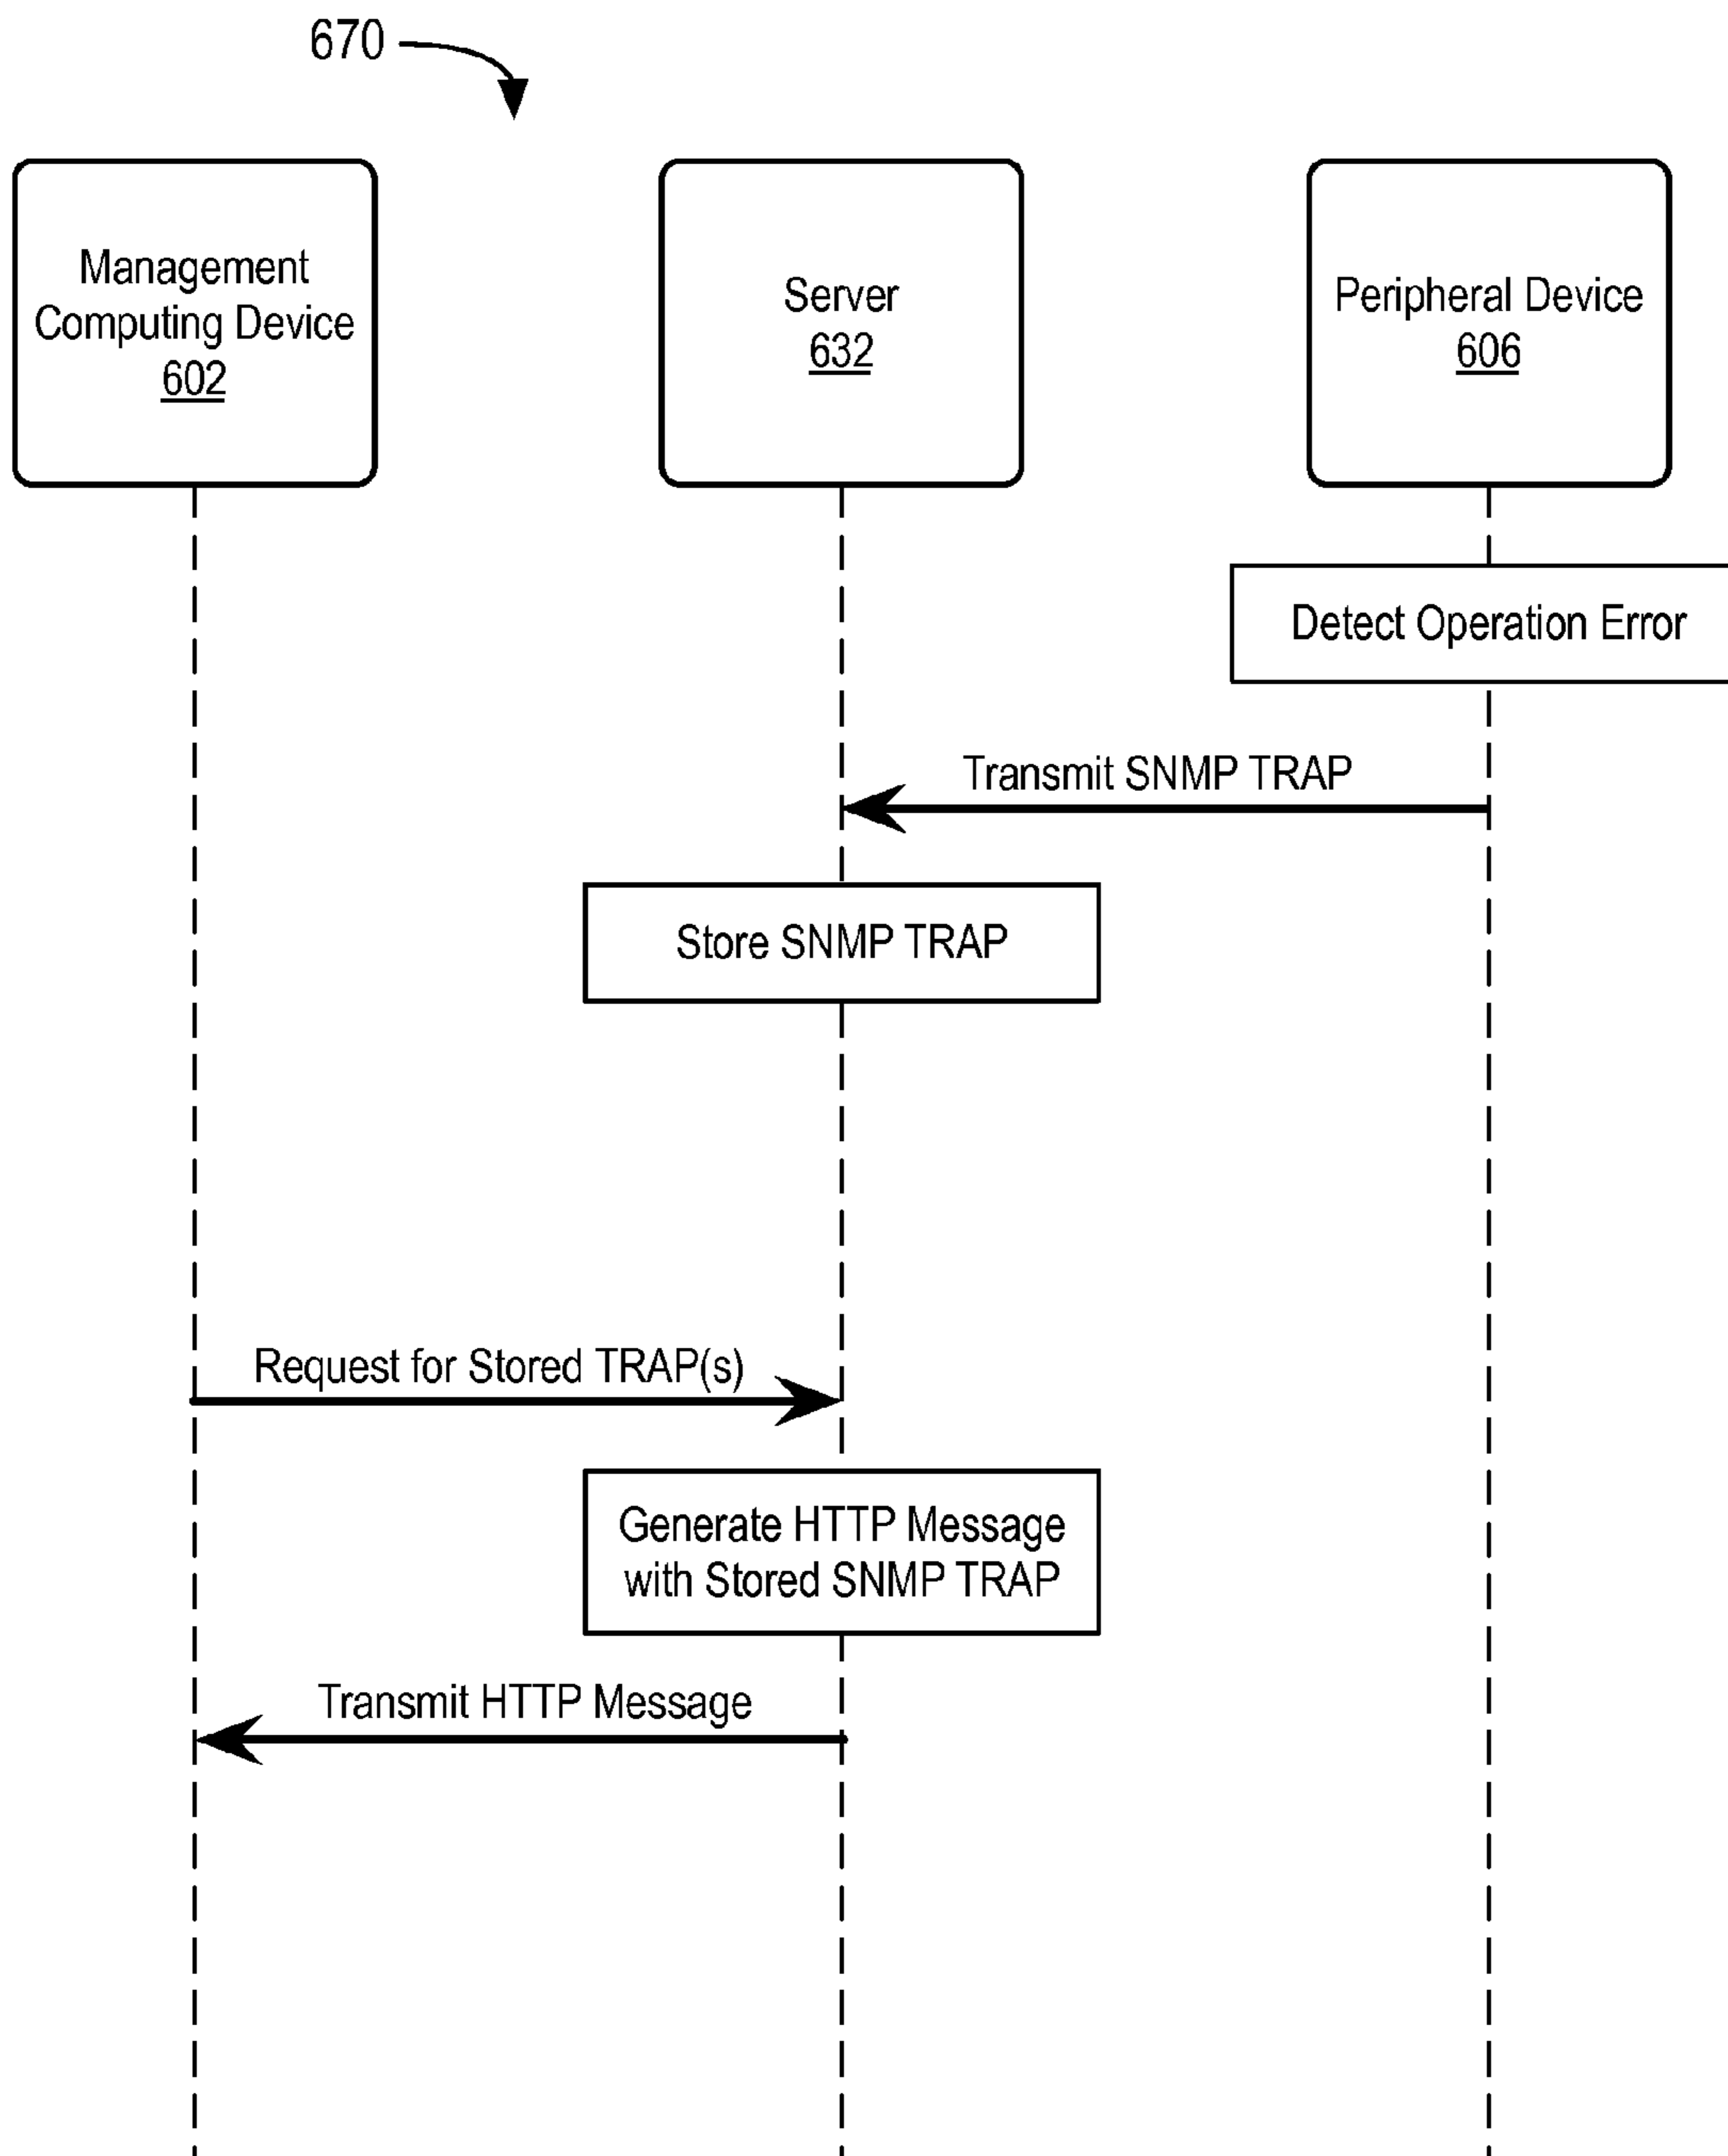 670
Management
Computing Device
602
Server
632
Peripheral Device
606
Detect Operation Error
Transmit SNMP TRAP
Store SNMP TRAP
Request for Stored TRAP(s)
Generate HTTP Message
with Stored SNMP TRAP
Transmit HTTP Message